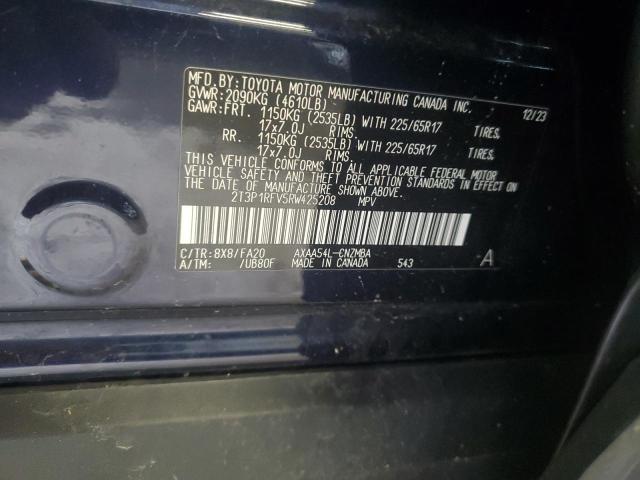 MFD. BY: TOYOTA MOTOR MANUFACTURING CANADA INC.
GVWR: 2090KG (4610LB) 12/23
GAWR: FRT. 1150KG (2535LB) WITH 225/65R17 TIRES,
17x7.0J RIMS.
RR. 1150KG (2535LB) WITH 225/65R17 TIRES,
17x7.0J RIMS.
THIS VEHICLE CONFORMS TO ALL APPLICABLE FEDERAL MOTOR
VEHICLE SAFETY AND THEFT PREVENTION STANDARDS IN EFFECT
ON THE DATE OF MANUFACTURE SHOWN ABOVE.
2T3P1RFV5RW425208 MPV
C/TR: 8X8/FA20 AXAA54L-CNZMBA A
A/TM: /UB80F MADE IN CANADA 543